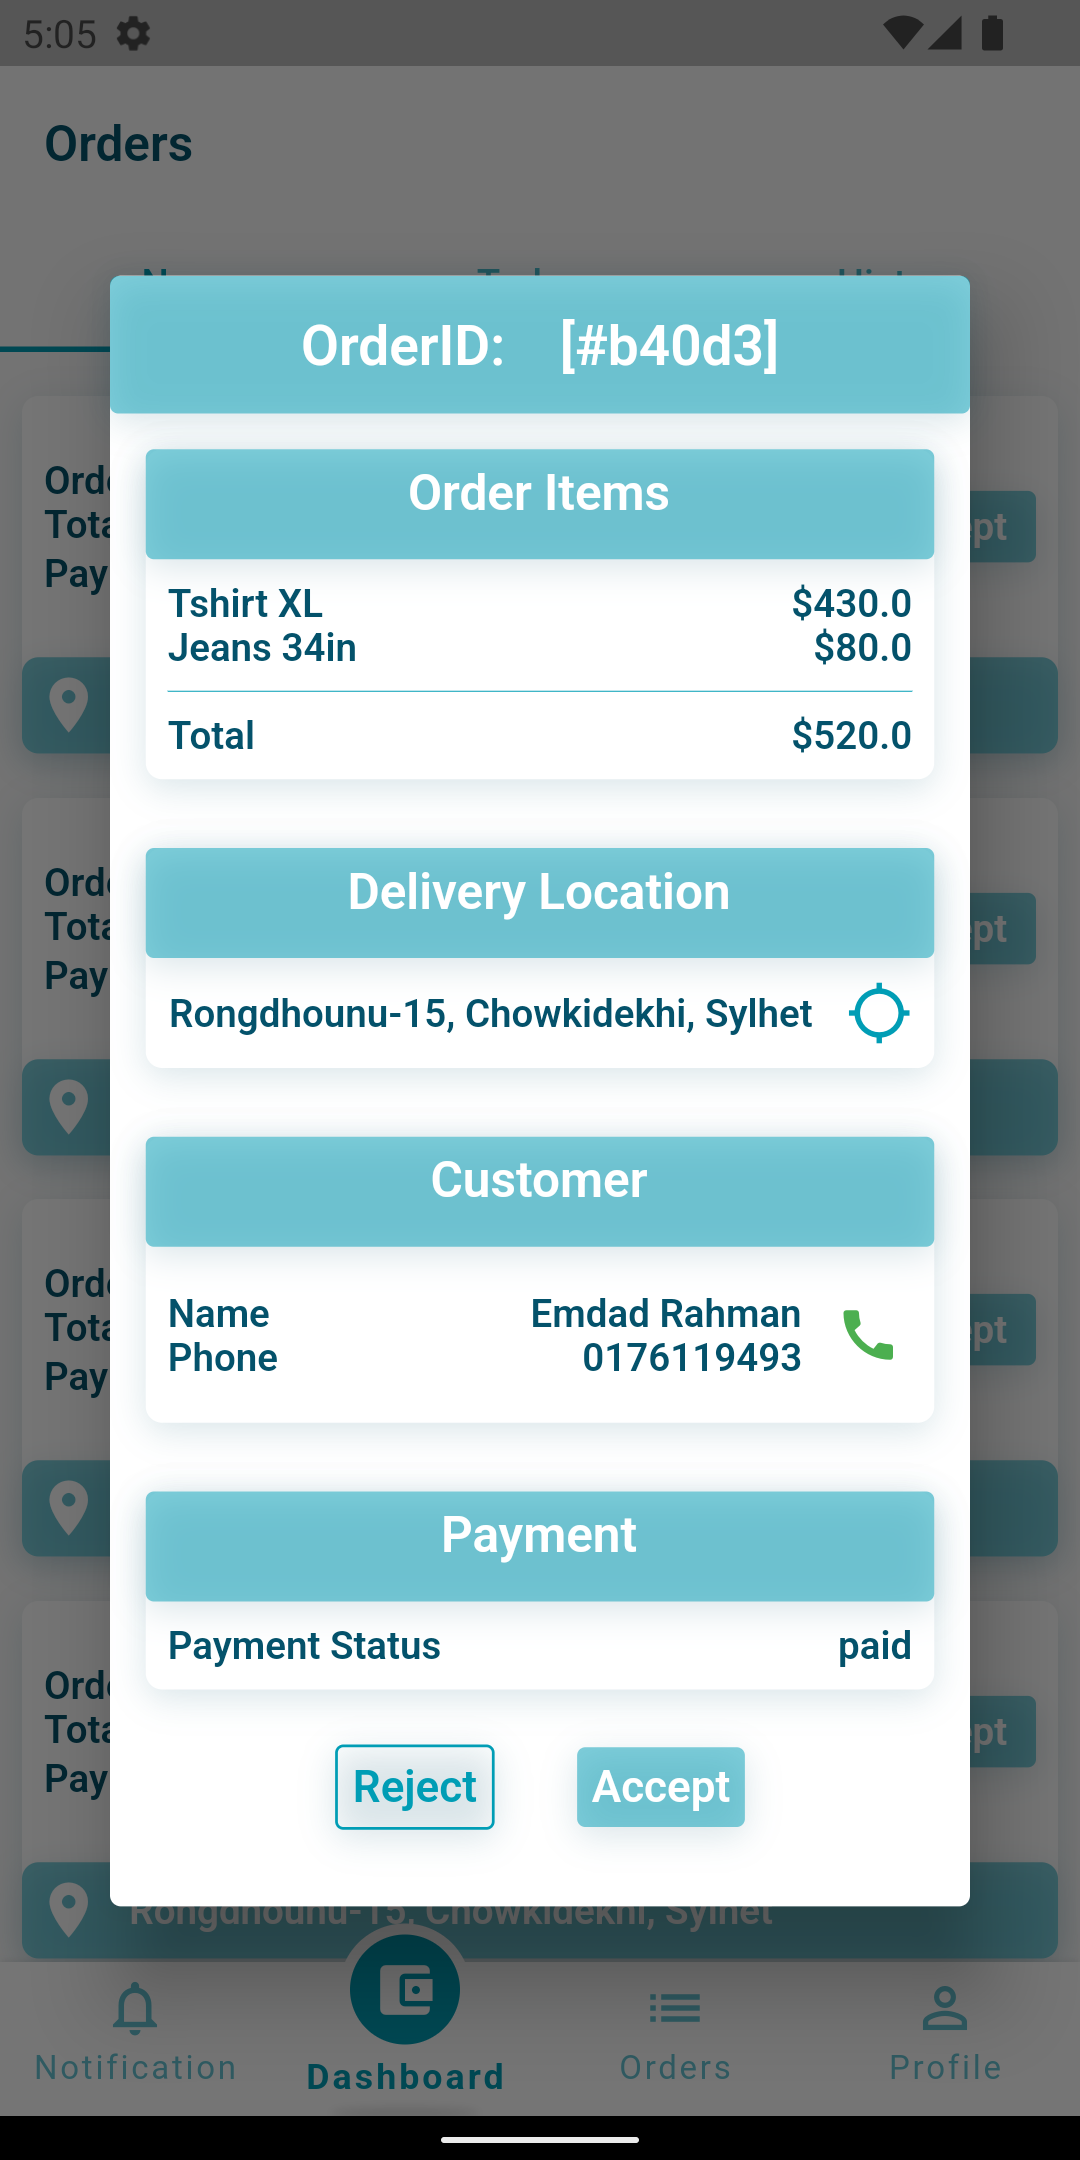 5:05
Orders
OrderID: [#b40d3]
Order Items
Tshirt XL $430.0
Jeans 34in $80.0
Total $520.0
Delivery Location
Rongdhounu-15, Chowkidekhi, Sylhet
Customer
Name Emdad Rahman
Phone 0176119493
Payment
Payment Status paid
Reject Accept
Rongdhounu-15, Chowkidekhi, Sylhet
Notification Dashboard Orders Profile